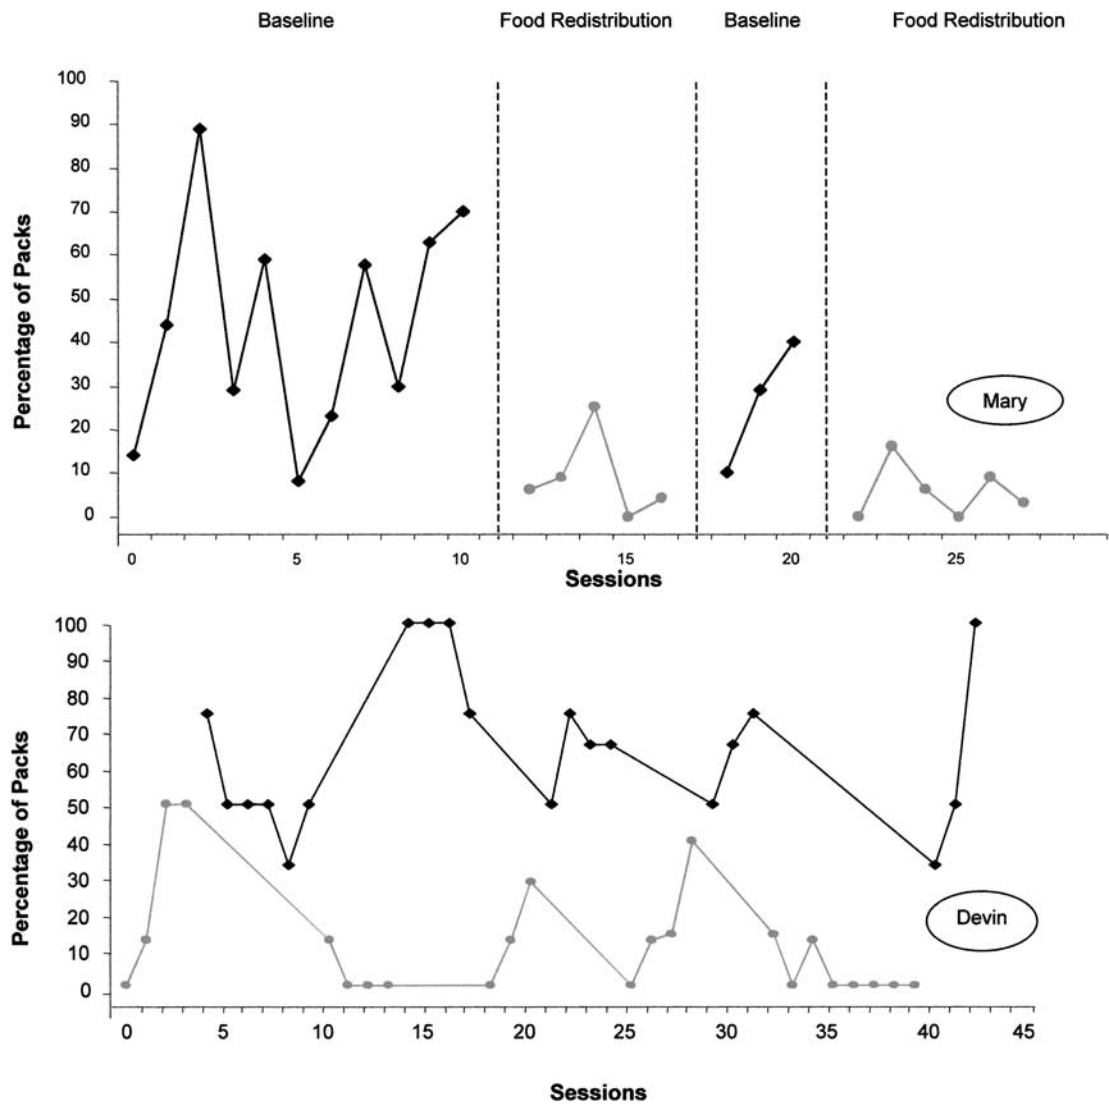 Baseline Food Redistribution Baseline Food Redistribution
100
90
80
70
60
50
40
30
20
10
0
Percentage of Packs
Mary
0 5 10 15 20 25
Sessions
100
90
80
70
60
50
40
30
20
10
0
Percentage of Packs
Devin
0 5 10 15 20 25 30 35 40 45
Sessions